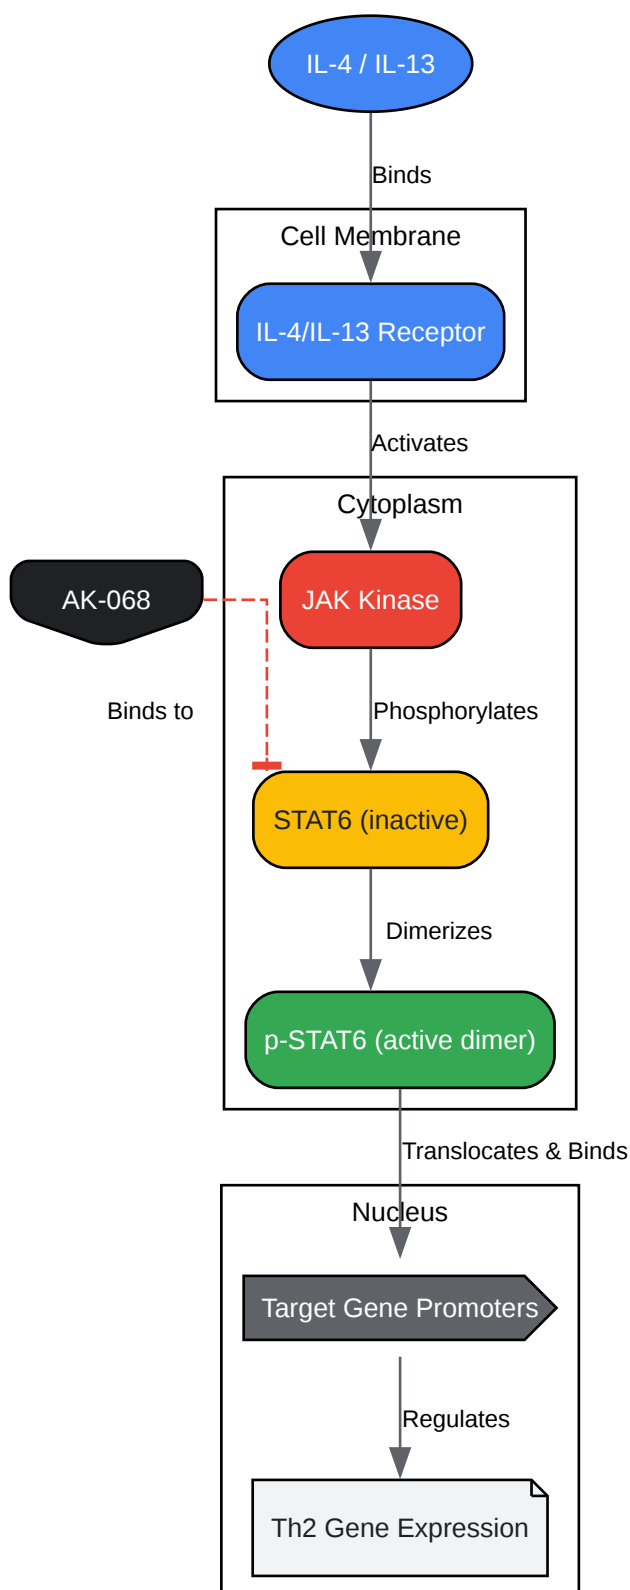 IL-4 / IL-13
Binds
Cell Membrane
IL-4/IL-13 Receptor
Activates
Cytoplasm
AK-068
JAK Kinase
Binds to
Phosphorylates
STAT6 (inactive)
Dimerizes
p-STAT6 (active dimer)
Translocates & Binds
Nucleus
Target Gene Promoters
Regulates
Th2 Gene Expression